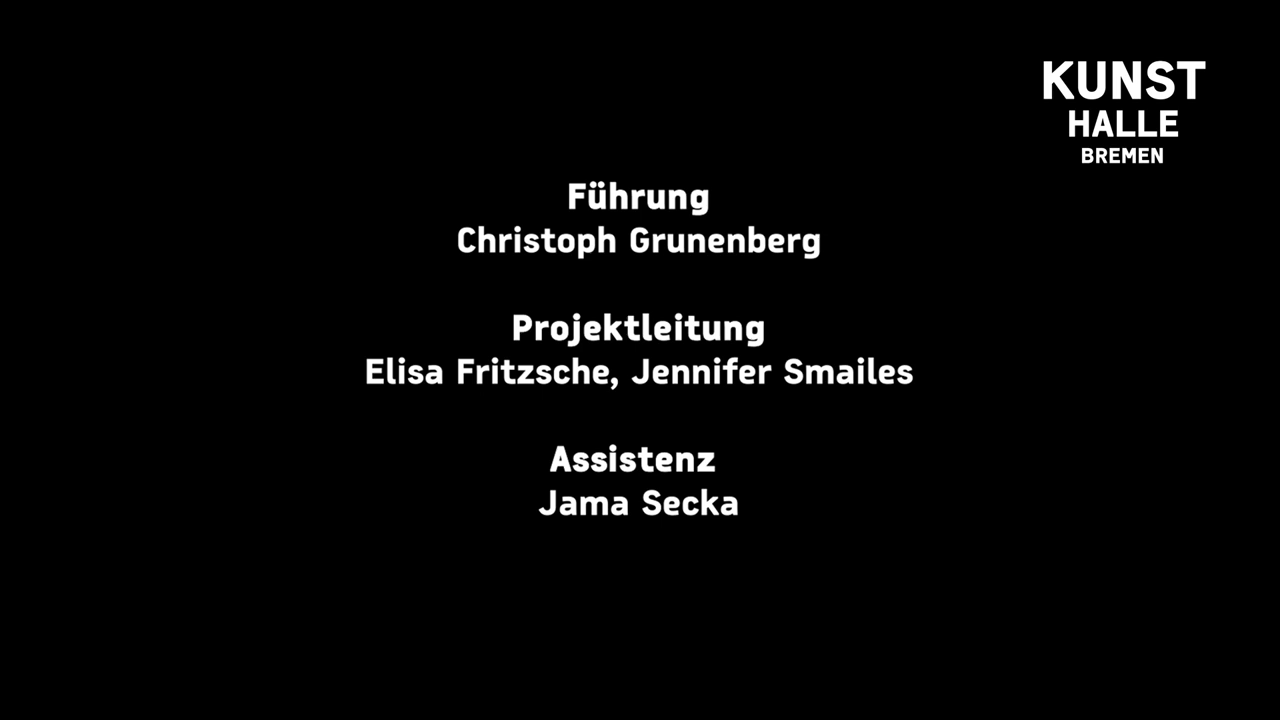 KUNST
HALLE
BREMEN
Führung
Christoph Grunenberg
Projektleitung
Elisa Fritzsche, Jennifer Smailes
Assistenz
Jama Secka